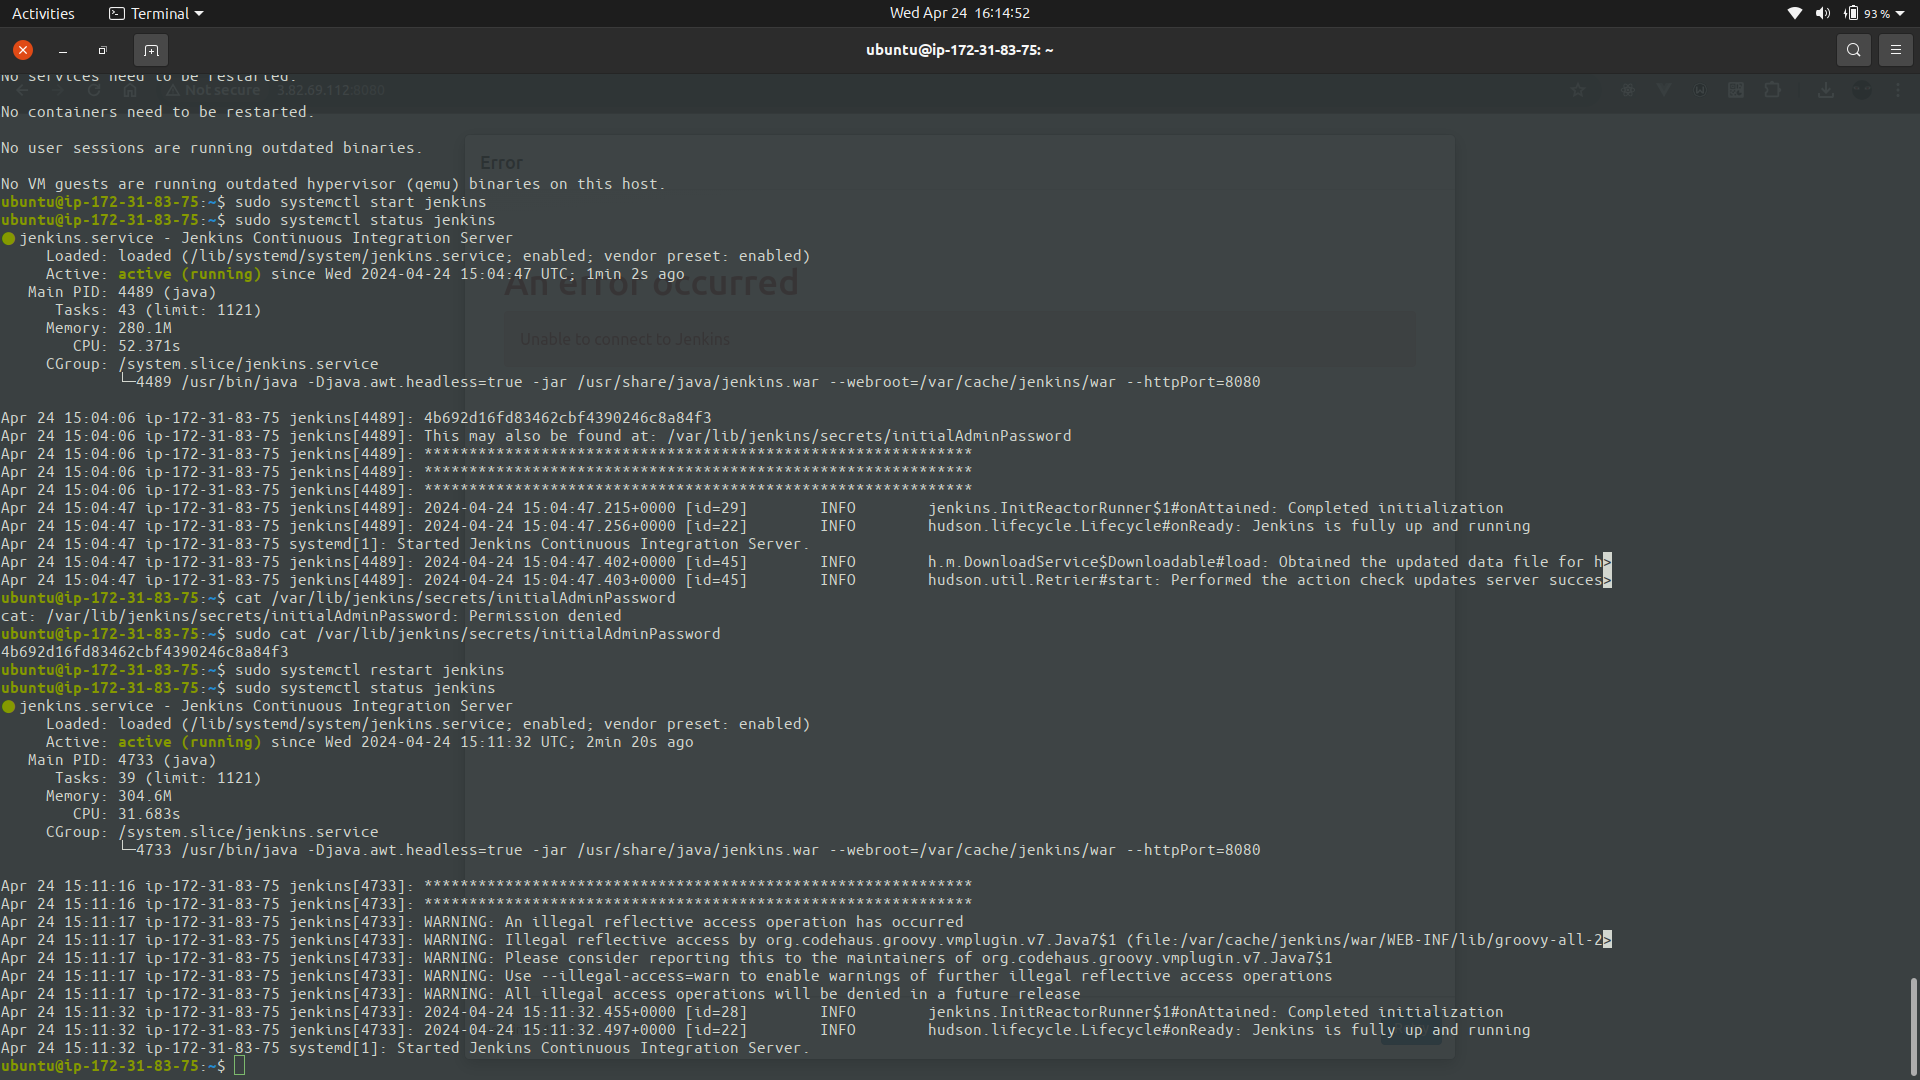 Activities Terminal Wed Apr 24 16:14:52 93 %
ubuntu@ip-172-31-83-75: ~
No services need to be restarted.
Not secure 3.82.69.112:8080
No containers need to be restarted.
No user sessions are running outdated binaries.
Error
No VM guests are running outdated hypervisor (qemu) binaries on this host.
ubuntu@ip-172-31-83-75:~$ sudo systemctl start jenkins
ubuntu@ip-172-31-83-75:~$ sudo systemctl status jenkins
● jenkins.service - Jenkins Continuous Integration Server
Loaded: loaded (/lib/systemd/system/jenkins.service; enabled; vendor preset: enabled)
Active: active (running) since Wed 2024-04-24 15:04:47 UTC; 1min 2s ago
An error occurred
Main PID: 4489 (java)
Tasks: 43 (limit: 1121)
Memory: 280.1M
Unable to connect to Jenkins
CPU: 52.371s
CGroup: /system.slice/jenkins.service
└─4489 /usr/bin/java -Djava.awt.headless=true -jar /usr/share/java/jenkins.war --webroot=/var/cache/jenkins/war --httpPort=8080
Apr 24 15:04:06 ip-172-31-83-75 jenkins[4489]: 4b692d16fd83462cbf4390246c8a84f3
Apr 24 15:04:06 ip-172-31-83-75 jenkins[4489]: This may also be found at: /var/lib/jenkins/secrets/initialAdminPassword
Apr 24 15:04:06 ip-172-31-83-75 jenkins[4489]: *************************************************************
Apr 24 15:04:06 ip-172-31-83-75 jenkins[4489]: *************************************************************
Apr 24 15:04:06 ip-172-31-83-75 jenkins[4489]: *************************************************************
Apr 24 15:04:47 ip-172-31-83-75 jenkins[4489]: 2024-04-24 15:04:47.215+0000 [id=29] INFO jenkins.InitReactorRunner$1#onAttained: Completed initialization
Apr 24 15:04:47 ip-172-31-83-75 jenkins[4489]: 2024-04-24 15:04:47.256+0000 [id=22] INFO hudson.lifecycle.Lifecycle#onReady: Jenkins is fully up and running
Apr 24 15:04:47 ip-172-31-83-75 systemd[1]: Started Jenkins Continuous Integration Server.
Apr 24 15:04:47 ip-172-31-83-75 jenkins[4489]: 2024-04-24 15:04:47.402+0000 [id=45] INFO h.m.DownloadService$Downloadable#load: Obtained the updated data file for h>
Apr 24 15:04:47 ip-172-31-83-75 jenkins[4489]: 2024-04-24 15:04:47.403+0000 [id=45] INFO hudson.util.Retrier#start: Performed the action check updates server succes>
ubuntu@ip-172-31-83-75:~$ cat /var/lib/jenkins/secrets/initialAdminPassword
cat: /var/lib/jenkins/secrets/initialAdminPassword: Permission denied
ubuntu@ip-172-31-83-75:~$ sudo cat /var/lib/jenkins/secrets/initialAdminPassword
4b692d16fd83462cbf4390246c8a84f3
ubuntu@ip-172-31-83-75:~$ sudo systemctl restart jenkins
ubuntu@ip-172-31-83-75:~$ sudo systemctl status jenkins
● jenkins.service - Jenkins Continuous Integration Server
Loaded: loaded (/lib/systemd/system/jenkins.service; enabled; vendor preset: enabled)
Active: active (running) since Wed 2024-04-24 15:11:32 UTC; 2min 20s ago
Main PID: 4733 (java)
Tasks: 39 (limit: 1121)
Memory: 304.6M
CPU: 31.683s
CGroup: /system.slice/jenkins.service
└─4733 /usr/bin/java -Djava.awt.headless=true -jar /usr/share/java/jenkins.war --webroot=/var/cache/jenkins/war --httpPort=8080
Apr 24 15:11:16 ip-172-31-83-75 jenkins[4733]: *************************************************************
Apr 24 15:11:16 ip-172-31-83-75 jenkins[4733]: *************************************************************
Apr 24 15:11:17 ip-172-31-83-75 jenkins[4733]: WARNING: An illegal reflective access operation has occurred
Apr 24 15:11:17 ip-172-31-83-75 jenkins[4733]: WARNING: Illegal reflective access by org.codehaus.groovy.vmplugin.v7.Java7$1 (file:/var/cache/jenkins/war/WEB-INF/lib/groovy-all-2>
Apr 24 15:11:17 ip-172-31-83-75 jenkins[4733]: WARNING: Please consider reporting this to the maintainers of org.codehaus.groovy.vmplugin.v7.Java7$1
Apr 24 15:11:17 ip-172-31-83-75 jenkins[4733]: WARNING: Use --illegal-access=warn to enable warnings of further illegal reflective access operations
Apr 24 15:11:17 ip-172-31-83-75 jenkins[4733]: WARNING: All illegal access operations will be denied in a future release
Apr 24 15:11:32 ip-172-31-83-75 jenkins[4733]: 2024-04-24 15:11:32.455+0000 [id=28] INFO jenkins.InitReactorRunner$1#onAttained: Completed initialization
Apr 24 15:11:32 ip-172-31-83-75 jenkins[4733]: 2024-04-24 15:11:32.497+0000 [id=22] INFO hudson.lifecycle.Lifecycle#onReady: Jenkins is fully up and running
Apr 24 15:11:32 ip-172-31-83-75 systemd[1]: Started Jenkins Continuous Integration Server.
ubuntu@ip-172-31-83-75:~$